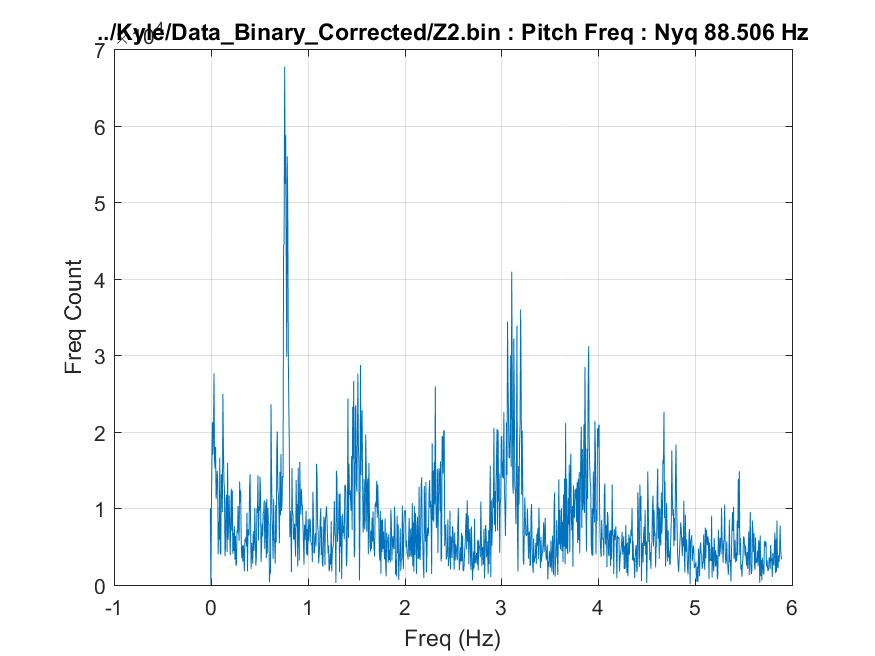 ../Kyle/Data_Binary_Corrected/Z2.bin : Pitch Freq : Nyq 88.506 Hz
×10⁴
7
6
5
4
3
2
1
0
Freq Count
-1 0 1 2 3 4 5 6
Freq (Hz)